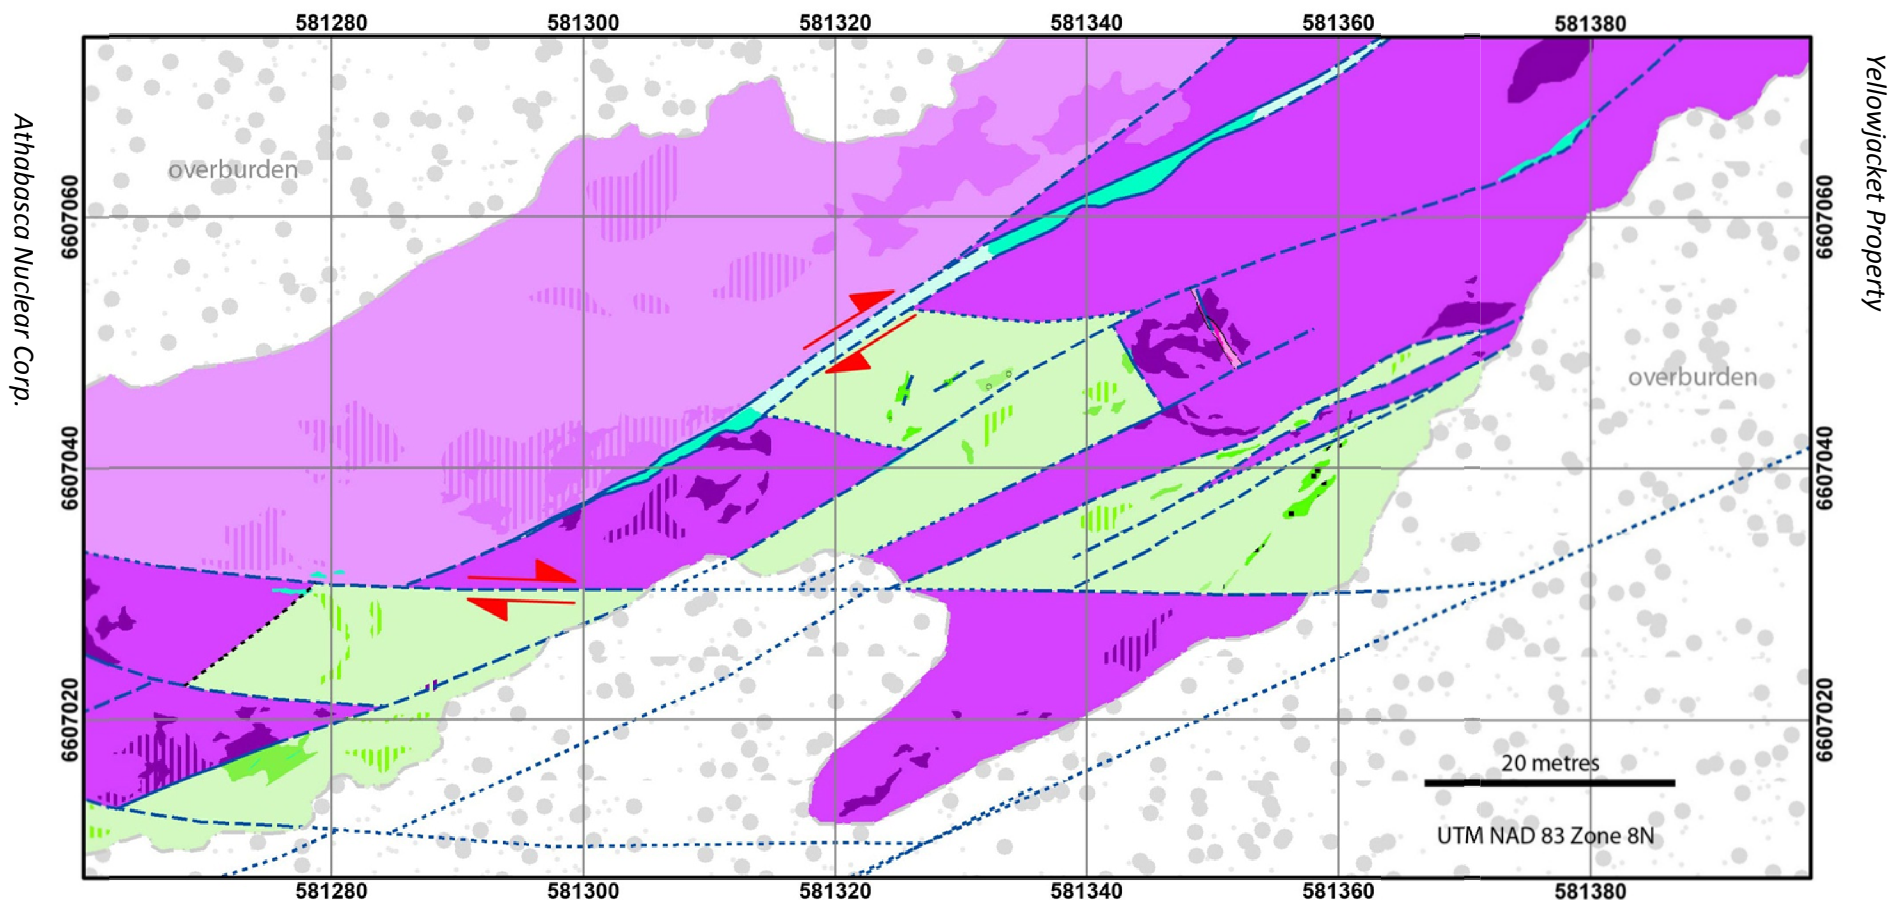 581280 581300 581320 581340 581360 581380
Athabasca Nuclear Corp.
Yellowjacket Property
overburden
6607060 6607060
overburden
6607040 6607040
6607020 6607020
20 metres
UTM NAD 83 Zone 8N
581280 581300 581320 581340 581360 581380